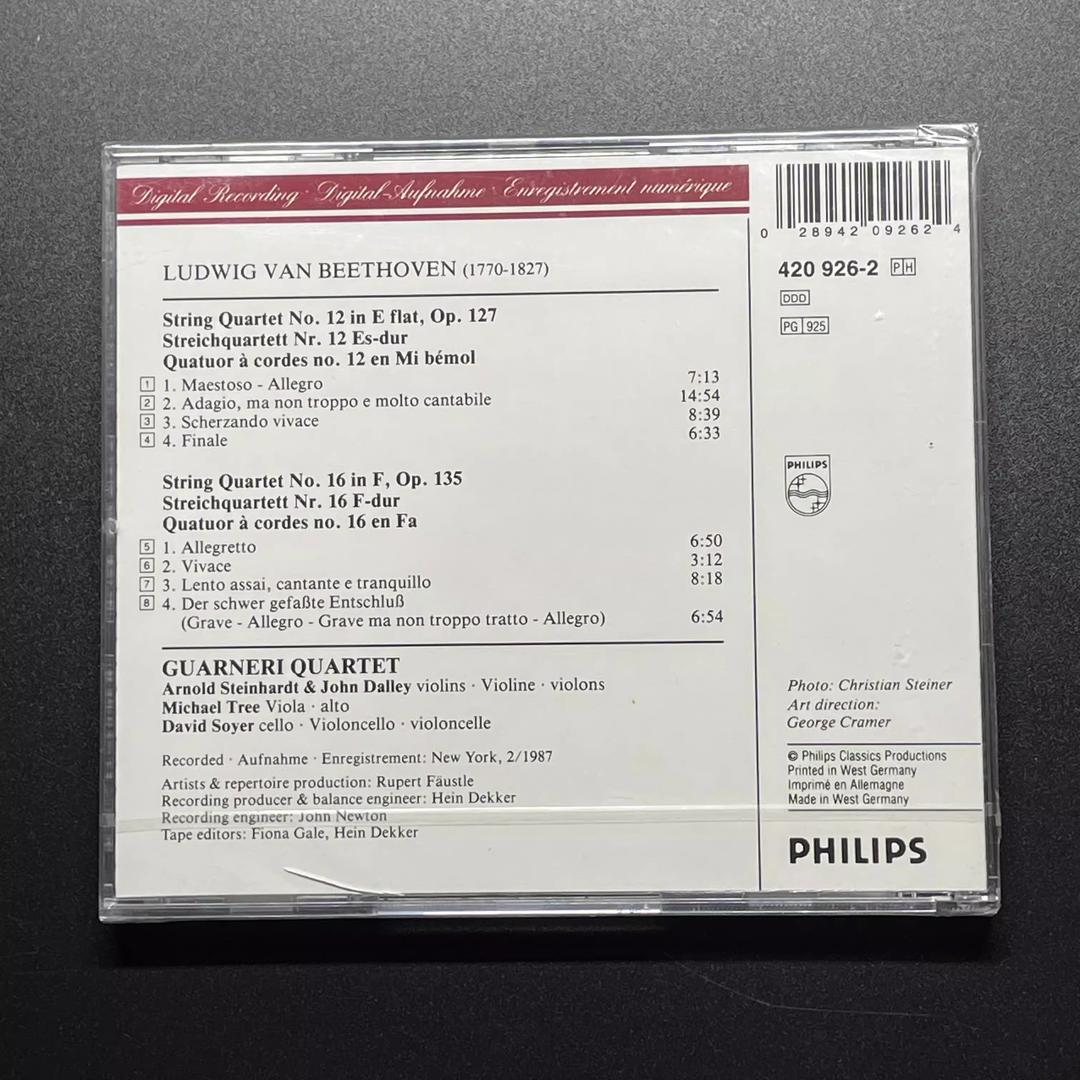 Digital Recording · Digital-Aufnahme · Enregistrement numérique
0 28942 09262 4
420 926-2 PH
DDD
PG 925
LUDWIG VAN BEETHOVEN (1770-1827)
String Quartet No. 12 in E flat, Op. 127
Streichquartett Nr. 12 Es-dur
Quatuor à cordes no. 12 en Mi bémol
1 1. Maestoso - Allegro 7:13
2 2. Adagio, ma non troppo e molto cantabile 14:54
3 3. Scherzando vivace 8:39
4 4. Finale 6:33
String Quartet No. 16 in F, Op. 135
Streichquartett Nr. 16 F-dur
Quatuor à cordes no. 16 en Fa
5 1. Allegretto 6:50
6 2. Vivace 3:12
7 3. Lento assai, cantante e tranquillo 8:18
8 4. Der schwer gefaßte Entschluß
(Grave - Allegro - Grave ma non troppo tratto - Allegro) 6:54
GUARNERI QUARTET
Arnold Steinhardt & John Dalley violins · Violine · violons
Michael Tree Viola · alto
David Soyer cello · Violoncello · violoncelle
Recorded · Aufnahme · Enregistrement: New York, 2/1987
Artists & repertoire production: Rupert Fäustle
Recording producer & balance engineer: Hein Dekker
Recording engineer: John Newton
Tape editors: Fiona Gale, Hein Dekker
PHILIPS
Photo: Christian Steiner
Art direction:
George Cramer
© Philips Classics Productions
Printed in West Germany
Imprimé en Allemagne
Made in West Germany
PHILIPS